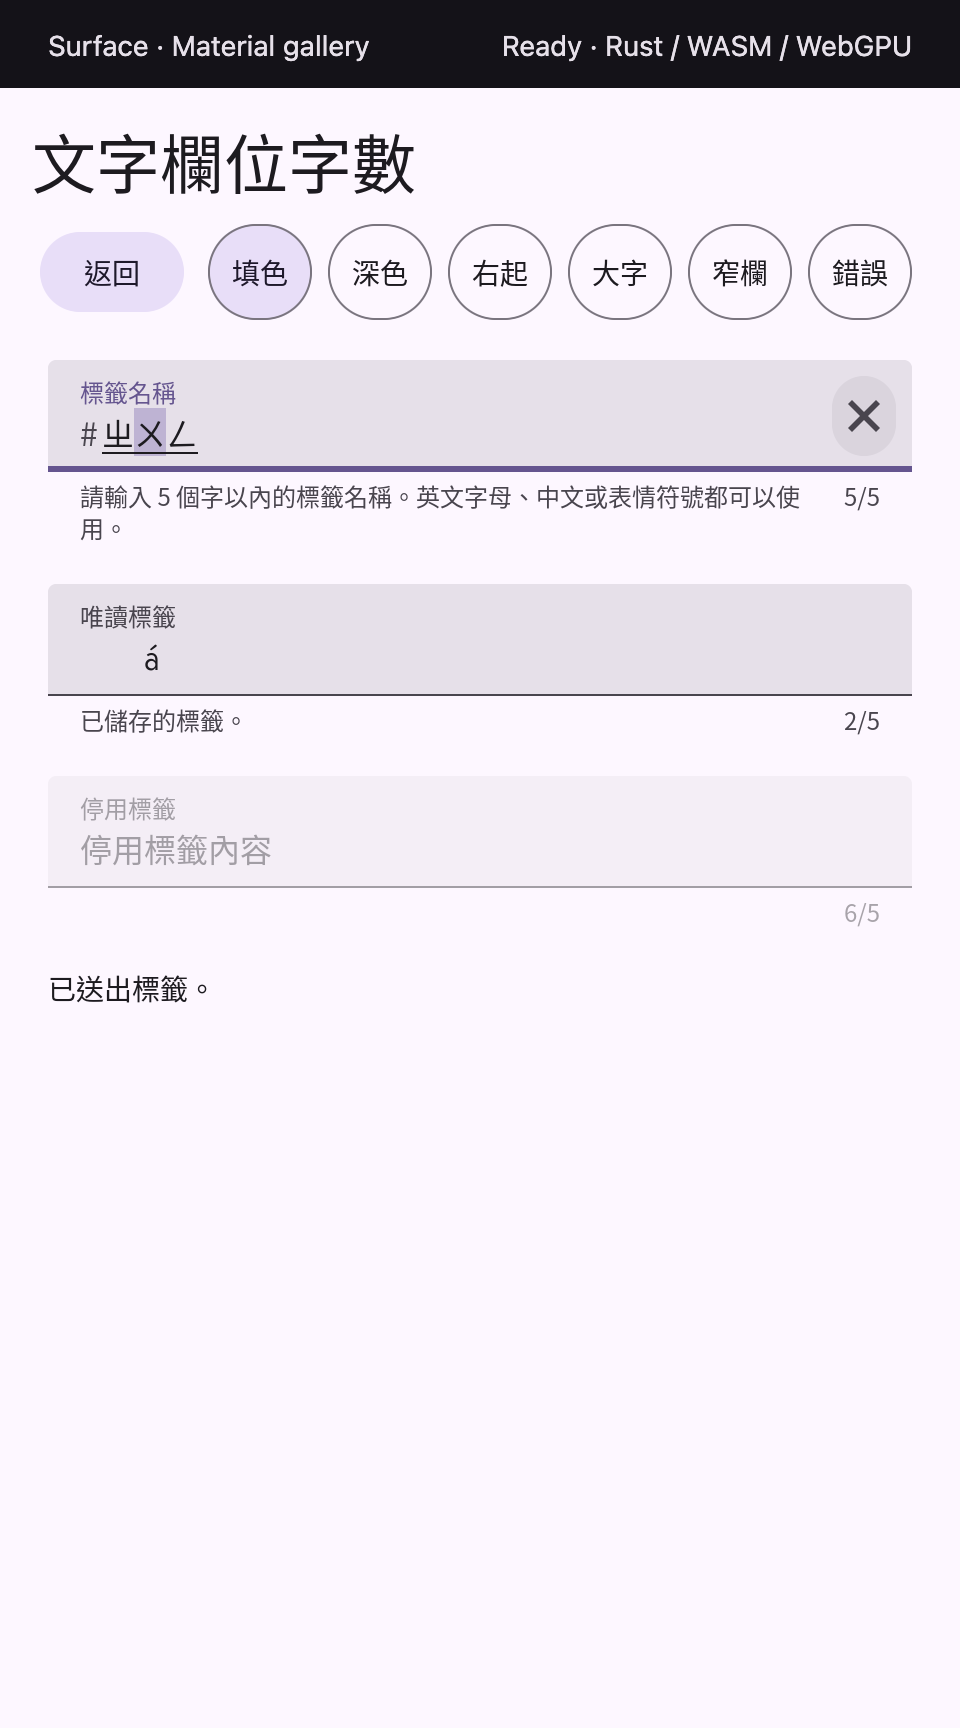 Surface · Material gallery
Ready · Rust / WASM / WebGPU
文字欄位字數
返回
填色
深色
右起
大字
窄欄
錯誤
標籤名稱
#ㄓㄨㄥ
請輸入 5 個字以內的標籤名稱。英文字母、中文或表情符號都可以使
用。
5/5
唯讀標籤
á
已儲存的標籤。
2/5
停用標籤
停用標籤內容
6/5
已送出標籤。